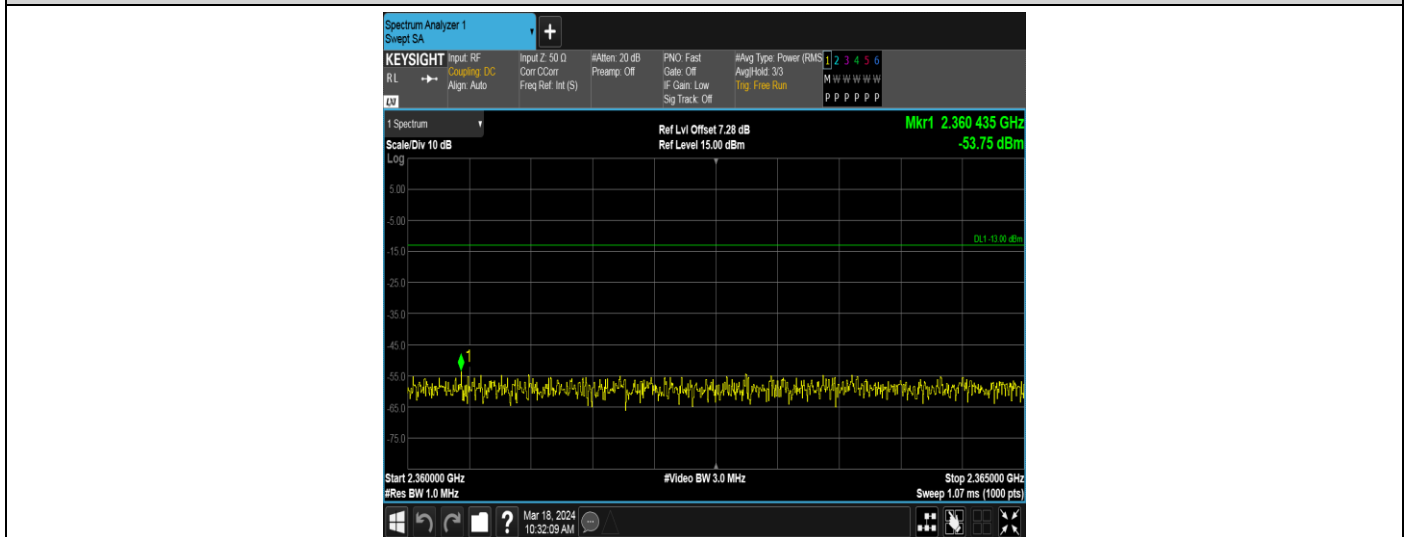 Spectrum Analyzer 1
Swept SA
+
KEYSIGHT Input: RF Input Z: 50 Ω #Atten: 20 dB PNO: Fast #Avg Type: Power (RMS 1 2 3 4 5 6
RL Coupling: DC Corr CCorr Preamp: Off Gate: Off Avg|Hold: 3/3 M W W W W W
Align: Auto Freq Ref: Int (S) IF Gain: Low Trig: Free Run P P P P P P
LXI Sig Track: Off
1 Spectrum Ref Lvl Offset 7.28 dB Mkr1 2.360 435 GHz
Scale/Div 10 dB Ref Level 15.00 dBm -53.75 dBm
Log
5.00
-5.00
DL1 -13.00 dBm
-15.0
-25.0
-35.0
-45.0
1
-55.0
-65.0
-75.0
Start 2.360000 GHz #Video BW 3.0 MHz Stop 2.365000 GHz
#Res BW 1.0 MHz Sweep 1.07 ms (1000 pts)
? Mar 18, 2024
10:32:09 AM